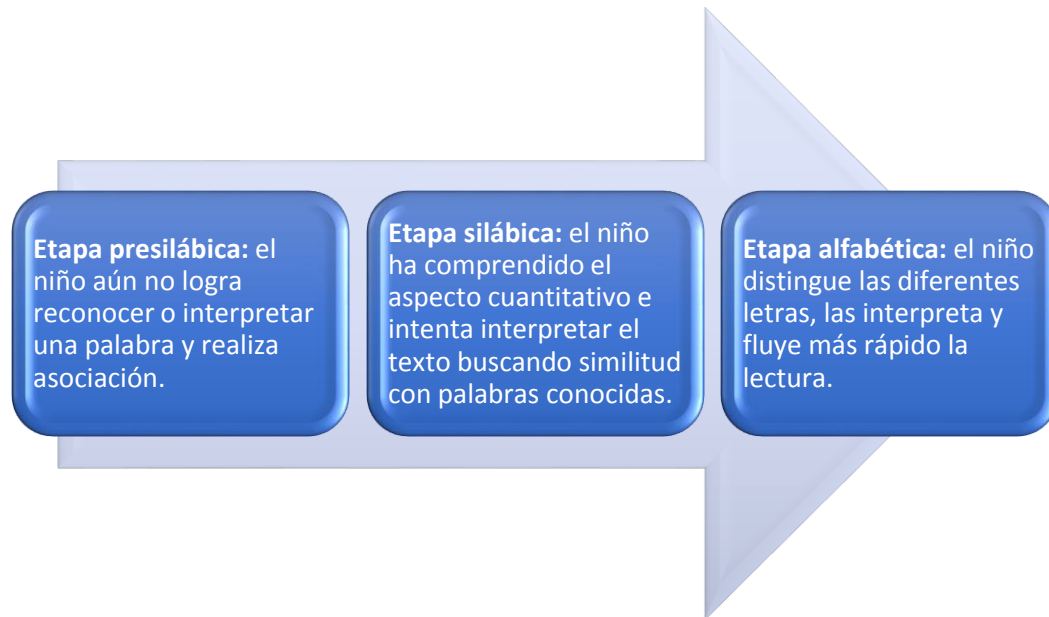 Etapa presilábica: el
niño aún no logra
reconocer o interpretar
una palabra y realiza
asociación.
Etapa silábica: el niño
ha comprendido el
aspecto cuantitativo e
intenta interpretar el
texto buscando similitud
con palabras conocidas.
Etapa alfabética: el niño
distingue las diferentes
letras, las interpreta y
fluye más rápido la
lectura.